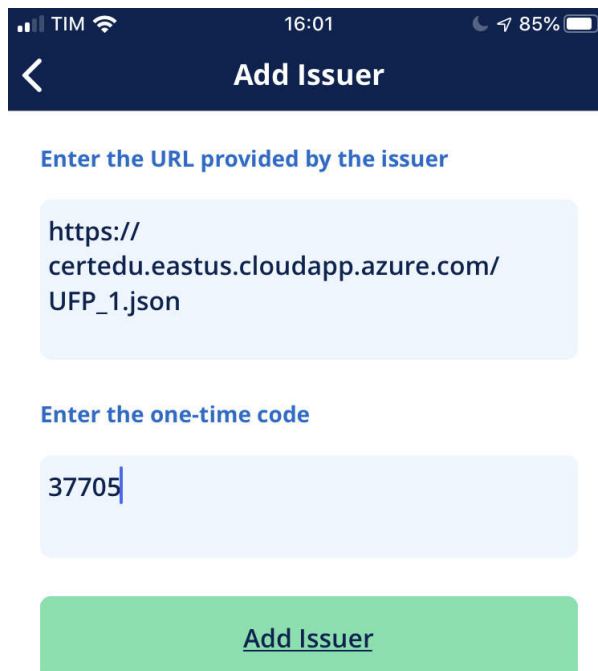 TIM 16:01 85%
Add Issuer
Enter the URL provided by the issuer
https://
certedu.eastus.cloudapp.azure.com/
UFP_1.json
Enter the one-time code
37705
Add Issuer